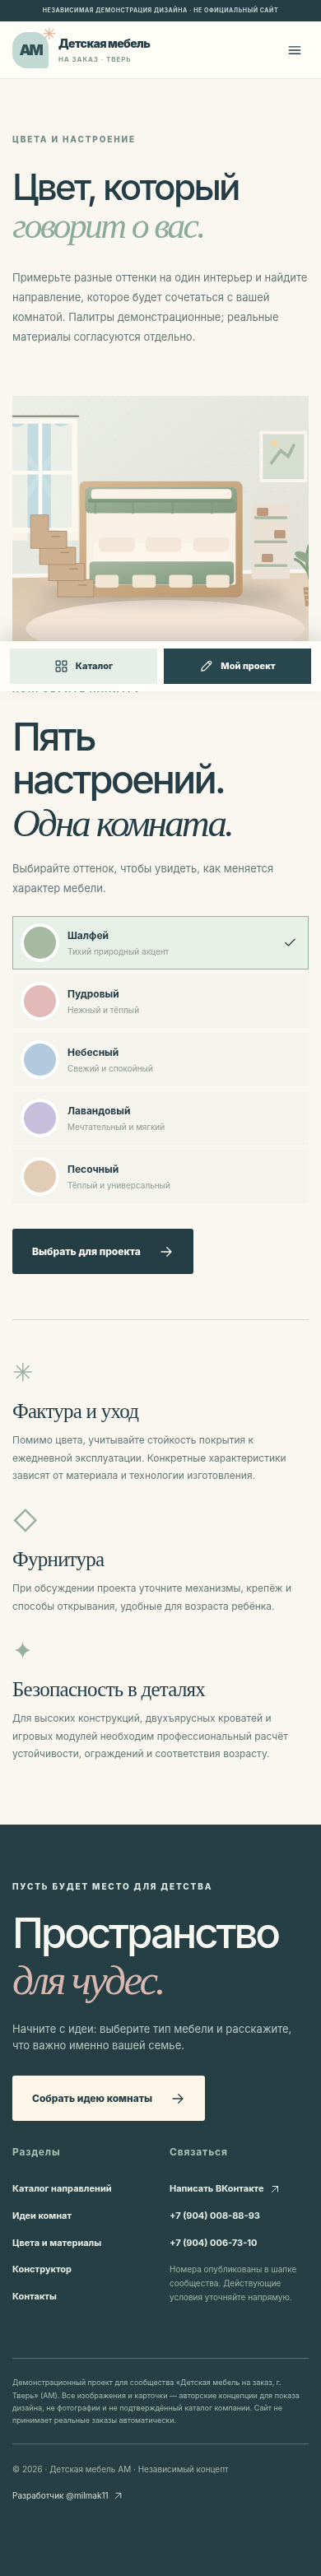 НЕЗАВИСИМАЯ ДЕМОНСТРАЦИЯ ДИЗАЙНА · НЕ ОФИЦИАЛЬНЫЙ САЙТ
АМ
Детская мебель
НА ЗАКАЗ · ТВЕРЬ
ЦВЕТА И НАСТРОЕНИЕ
Цвет, который
говорит о вас.
Примерьте разные оттенки на один интерьер и найдите
направление, которое будет сочетаться с вашей
комнатой. Палитры демонстрационные; реальные
материалы согласуются отдельно.
Каталог
Мой проект
Пять
настроений.
Одна комната.
Выбирайте оттенок, чтобы увидеть, как меняется
характер мебели.
Шалфей
Тихий природный акцент
Пудровый
Нежный и тёплый
Небесный
Свежий и спокойный
Лавандовый
Мечтательный и мягкий
Песочный
Тёплый и универсальный
Выбрать для проекта
Фактура и уход
Помимо цвета, учитывайте стойкость покрытия к
ежедневной эксплуатации. Конкретные характеристики
зависят от материала и технологии изготовления.
Фурнитура
При обсуждении проекта уточните механизмы, крепёж и
способы открывания, удобные для возраста ребёнка.
Безопасность в деталях
Для высоких конструкций, двухъярусных кроватей и
игровых модулей необходим профессиональный расчёт
устойчивости, ограждений и соответствия возрасту.
ПУСТЬ БУДЕТ МЕСТО ДЛЯ ДЕТСТВА
Пространство
для чудес.
Начните с идеи: выберите тип мебели и расскажите,
что важно именно вашей семье.
Собрать идею комнаты
Разделы
Каталог направлений
Идеи комнат
Цвета и материалы
Конструктор
Контакты
Связаться
Написать ВКонтакте
+7 (904) 008-88-93
+7 (904) 006-73-10
Номера опубликованы в шапке
сообщества. Действующие
условия уточняйте напрямую.
Демонстрационный проект для сообщества «Детская мебель на заказ, г.
Тверь» (АМ). Все изображения и карточки — авторские концепции для показа
дизайна, не фотографии и не подтверждённый каталог компании. Сайт не
принимает реальные заказы автоматически.
© 2026 · Детская мебель АМ · Независимый концепт
Разработчик @milmak11